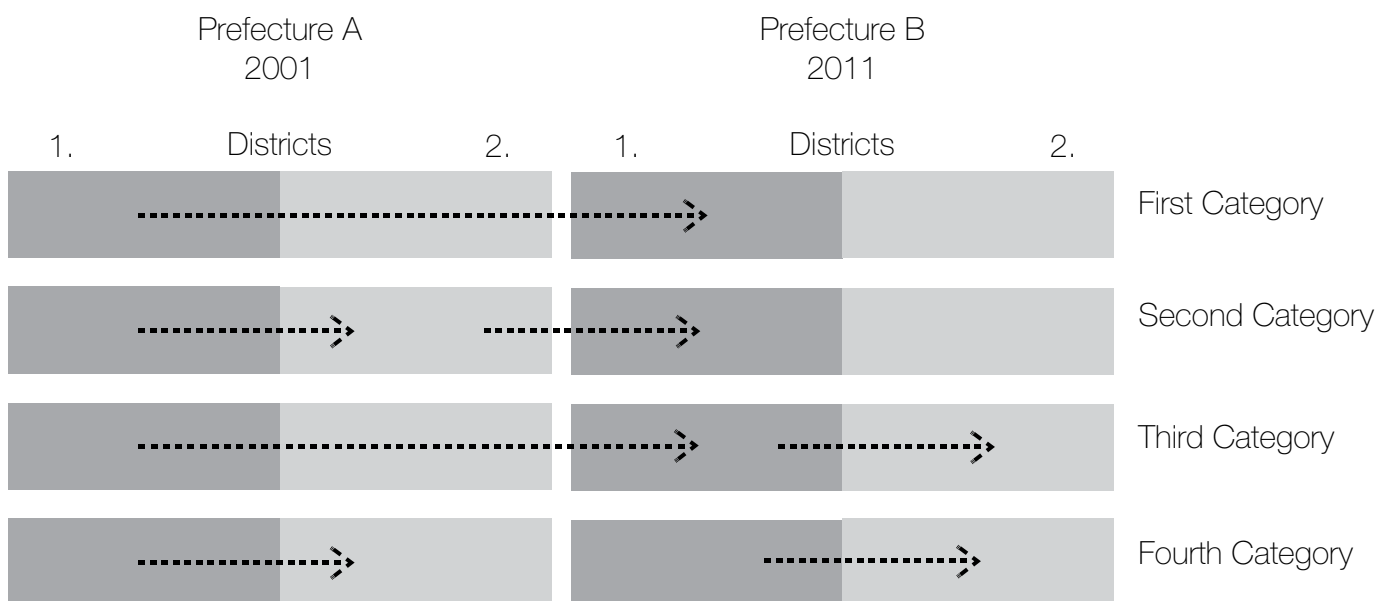 Prefecture A
2001
Prefecture B
2011
1. Districts 2.
1. Districts 2.
First Category
Second Category
Third Category
Fourth Category